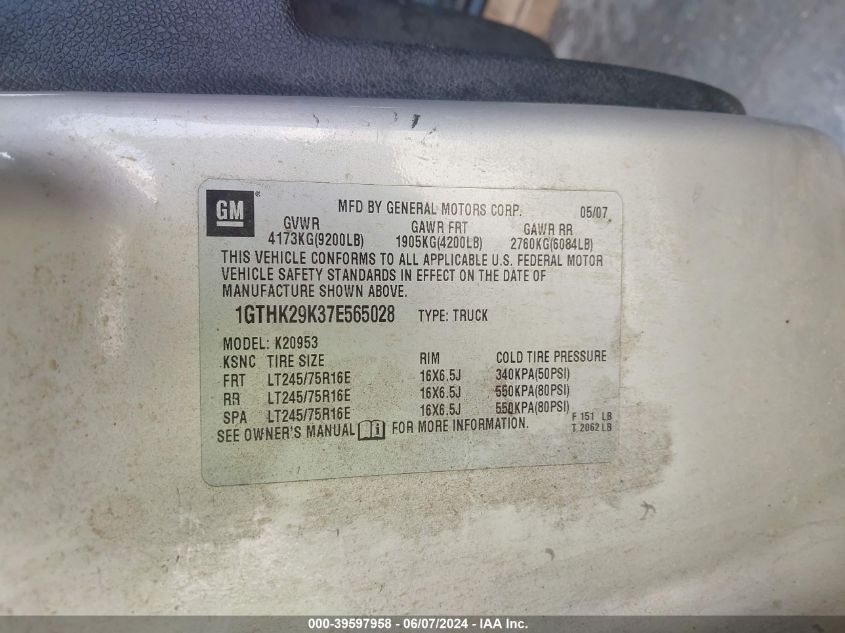 GM ® MFD BY GENERAL MOTORS CORP. 05/07
GVWR GAWR FRT GAWR RR
4173KG(9200LB) 1905KG(4200LB) 2760KG(6084LB)
THIS VEHICLE CONFORMS TO ALL APPLICABLE U.S. FEDERAL MOTOR
VEHICLE SAFETY STANDARDS IN EFFECT ON THE DATE OF
MANUFACTURE SHOWN ABOVE.
1GTHK29K37E565028 TYPE: TRUCK
MODEL: K20953
KSNC TIRE SIZE RIM COLD TIRE PRESSURE
FRT LT245/75R16E 16X6.5J 340KPA(50PSI)
RR LT245/75R16E 16X6.5J 550KPA(80PSI)
SPA LT245/75R16E 16X6.5J 550KPA(80PSI)
F 151 LB
SEE OWNER'S MANUAL i FOR MORE INFORMATION. T 2062 LB
000-39597958 - 06/07/2024 - IAA Inc.